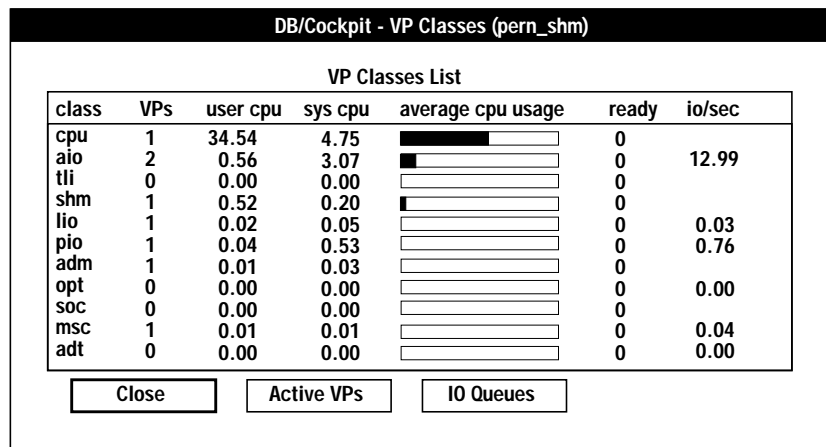 DB/Cockpit - VP Classes (pern_shm)
VP Classes List
class VPs user cpu sys cpu average cpu usage ready io/sec
cpu 1 34.54 4.75 0
aio 2 0.56 3.07 0 12.99
tli 0 0.00 0.00 0
shm 1 0.52 0.20 0
lio 1 0.02 0.05 0 0.03
pio 1 0.04 0.53 0 0.76
adm 1 0.01 0.03 0
opt 0 0.00 0.00 0 0.00
soc 0 0.00 0.00 0
msc 1 0.01 0.01 0 0.04
adt 0 0.00 0.00 0 0.00
Close Active VPs IO Queues